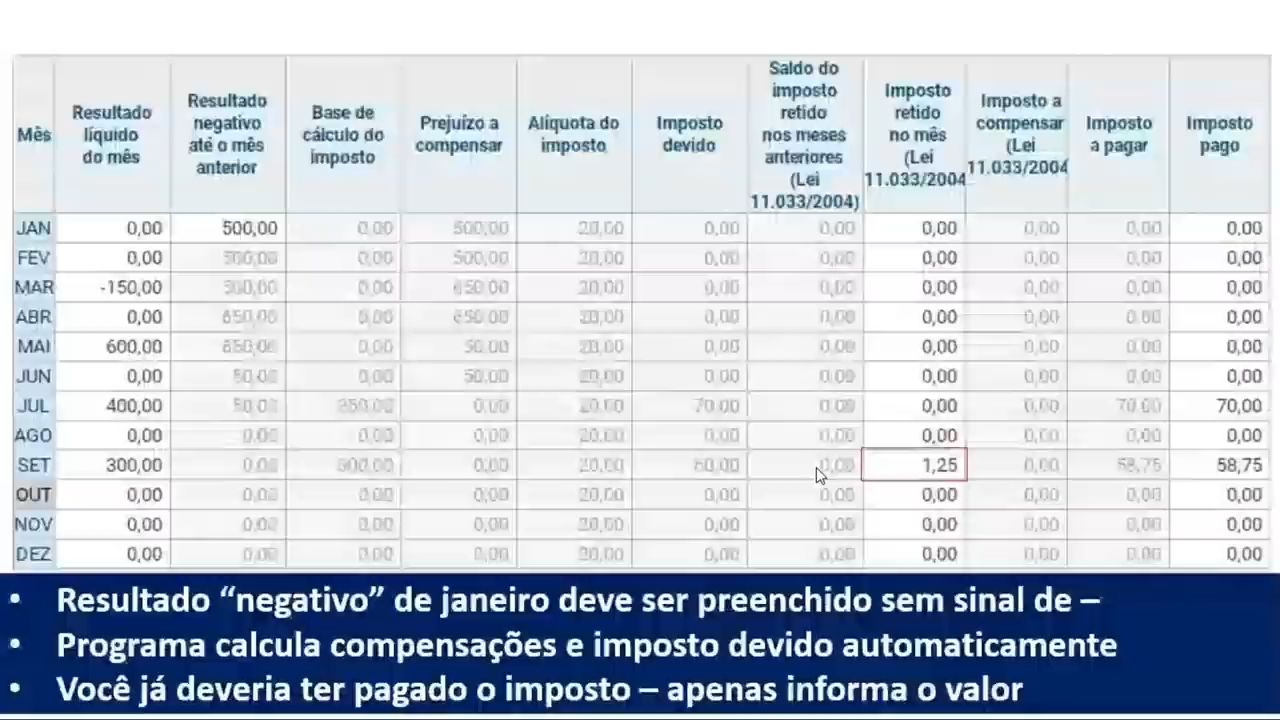 Mês | Resultado líquido do mês | Resultado negativo até o mês anterior | Base de cálculo do imposto | Prejuízo a compensar | Alíquota do imposto | Imposto devido | Saldo do imposto retido nos meses anteriores (Lei 11.033/2004) | Imposto retido no mês (Lei 11.033/2004 | Imposto a compensar (Lei 11.033/2004 | Imposto a pagar | Imposto pago
JAN 0,00 500,00 0,00 500,00 20,00 0,00 0,00 0,00 0,00 0,00 0,00
FEV 0,00 500,00 0,00 500,00 20,00 0,00 0,00 0,00 0,00 0,00 0,00
MAR -150,00 500,00 0,00 650,00 20,00 0,00 0,00 0,00 0,00 0,00 0,00
ABR 0,00 650,00 0,00 650,00 20,00 0,00 0,00 0,00 0,00 0,00 0,00
MAI 600,00 650,00 0,00 50,00 20,00 0,00 0,00 0,00 0,00 0,00 0,00
JUN 0,00 50,00 0,00 50,00 20,00 0,00 0,00 0,00 0,00 0,00 0,00
JUL 400,00 50,00 350,00 0,00 20,00 70,00 0,00 0,00 0,00 70,00 70,00
AGO 0,00 0,00 0,00 0,00 20,00 0,00 0,00 0,00 0,00 0,00 0,00
SET 300,00 0,00 300,00 0,00 20,00 60,00 0,00 1,25 0,00 58,75 58,75
OUT 0,00 0,00 0,00 0,00 20,00 0,00 0,00 0,00 0,00 0,00 0,00
NOV 0,00 0,00 0,00 0,00 20,00 0,00 0,00 0,00 0,00 0,00 0,00
DEZ 0,00 0,00 0,00 0,00 20,00 0,00 0,00 0,00 0,00 0,00 0,00
• Resultado “negativo” de janeiro deve ser preenchido sem sinal de –
• Programa calcula compensações e imposto devido automaticamente
• Você já deveria ter pagado o imposto – apenas informa o valor